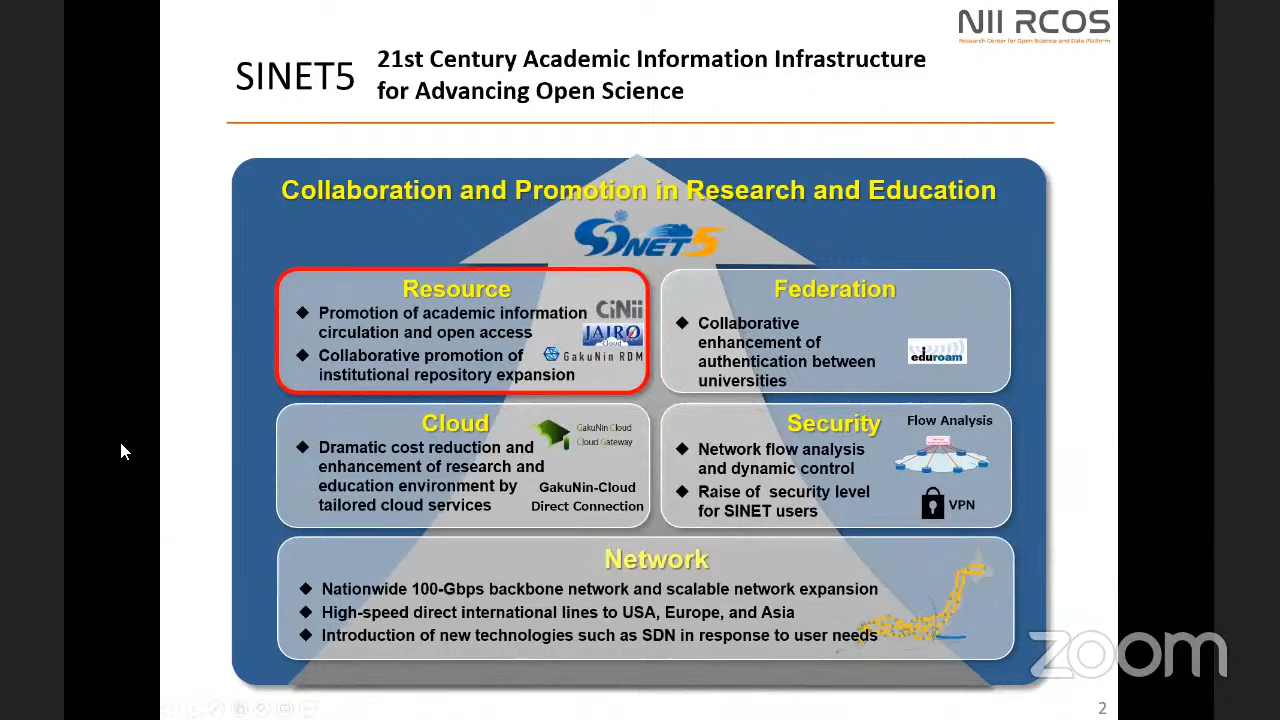 NII RCOS
Research Center for Open Science and Data Platform
SINET5
21st Century Academic Information Infrastructure
for Advancing Open Science
Collaboration and Promotion in Research and Education
SINET5
Resource
◆ Promotion of academic information
circulation and open access
◆ Collaborative promotion of
institutional repository expansion
CiNii
JAIRO
Cloud
GakuNin RDM
Federation
◆ Collaborative
enhancement of
authentication between
universities
eduroam
Cloud
◆ Dramatic cost reduction and
enhancement of research and
education environment by
tailored cloud services
GakuNin Cloud
Cloud Gateway
GakuNin-Cloud
Direct Connection
Security
◆ Network flow analysis
and dynamic control
◆ Raise of security level
for SINET users
Flow Analysis
VPN
Network
◆ Nationwide 100-Gbps backbone network and scalable network expansion
◆ High-speed direct international lines to USA, Europe, and Asia
◆ Introduction of new technologies such as SDN in response to user needs
zoom
2